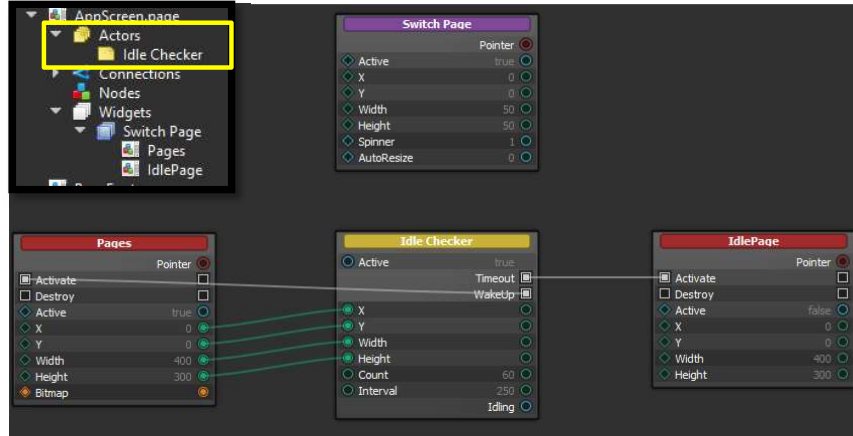 AppScreen.page
Actors
Idle Checker
Connections
Nodes
Widgets
Switch Page
Pages
IdlePage
Switch Page
Pointer
Active true
X 0
Y 0
Width 50
Height 50
Spinner 1
AutoResize 0
Pages
Pointer
Activate
Destroy
Active true
X 0
Y 0
Width 400
Height 300
Bitmap
Idle Checker
Active true
Timeout
WakeUp
X
Y
Width
Height
Count 60
Interval 250
Idling
IdlePage
Pointer
Activate
Destroy
Active false
X 0
Y 0
Width 400
Height 300